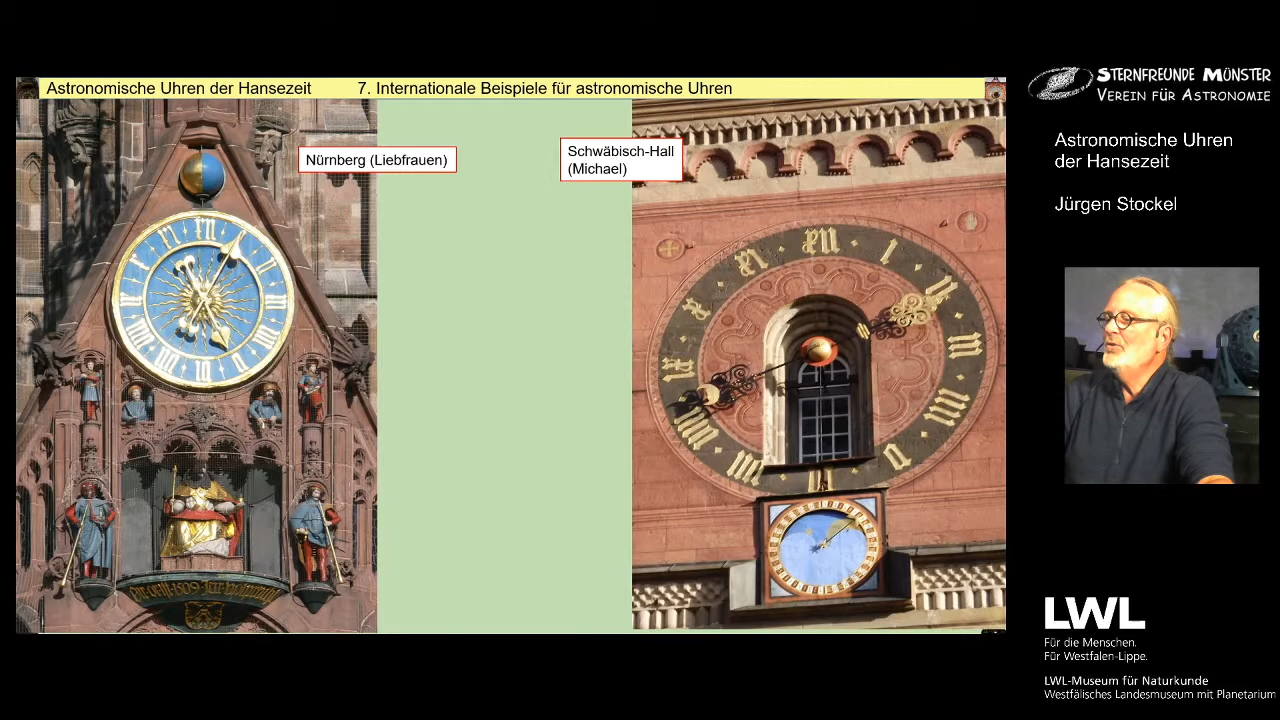 Astronomische Uhren der Hansezeit 7. Internationale Beispiele für astronomische Uhren
Nürnberg (Liebfrauen)
Schwäbisch-Hall
(Michael)
STERNFREUNDE MÜNSTER
VEREIN FÜR ASTRONOMIE
Astronomische Uhren
der Hansezeit
Jürgen Stockel
LWL
Für die Menschen.
Für Westfalen-Lippe.
LWL-Museum für Naturkunde
Westfälisches Landesmuseum mit Planetarium